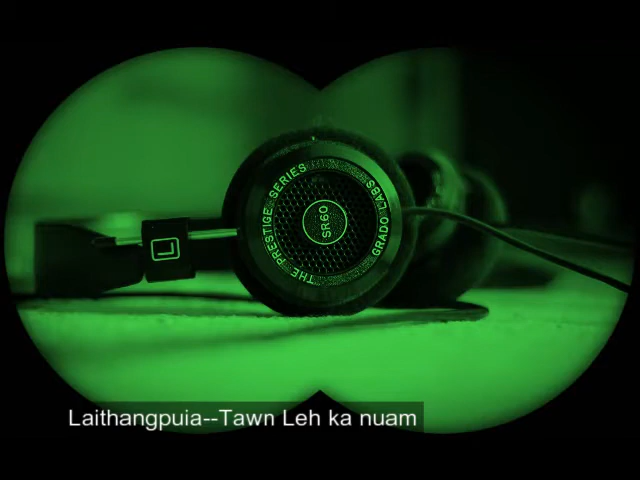 THE PRESTIGE SERIES
GRADO LABS
SR60
L
Laithangpuia--Tawn Leh ka nuam